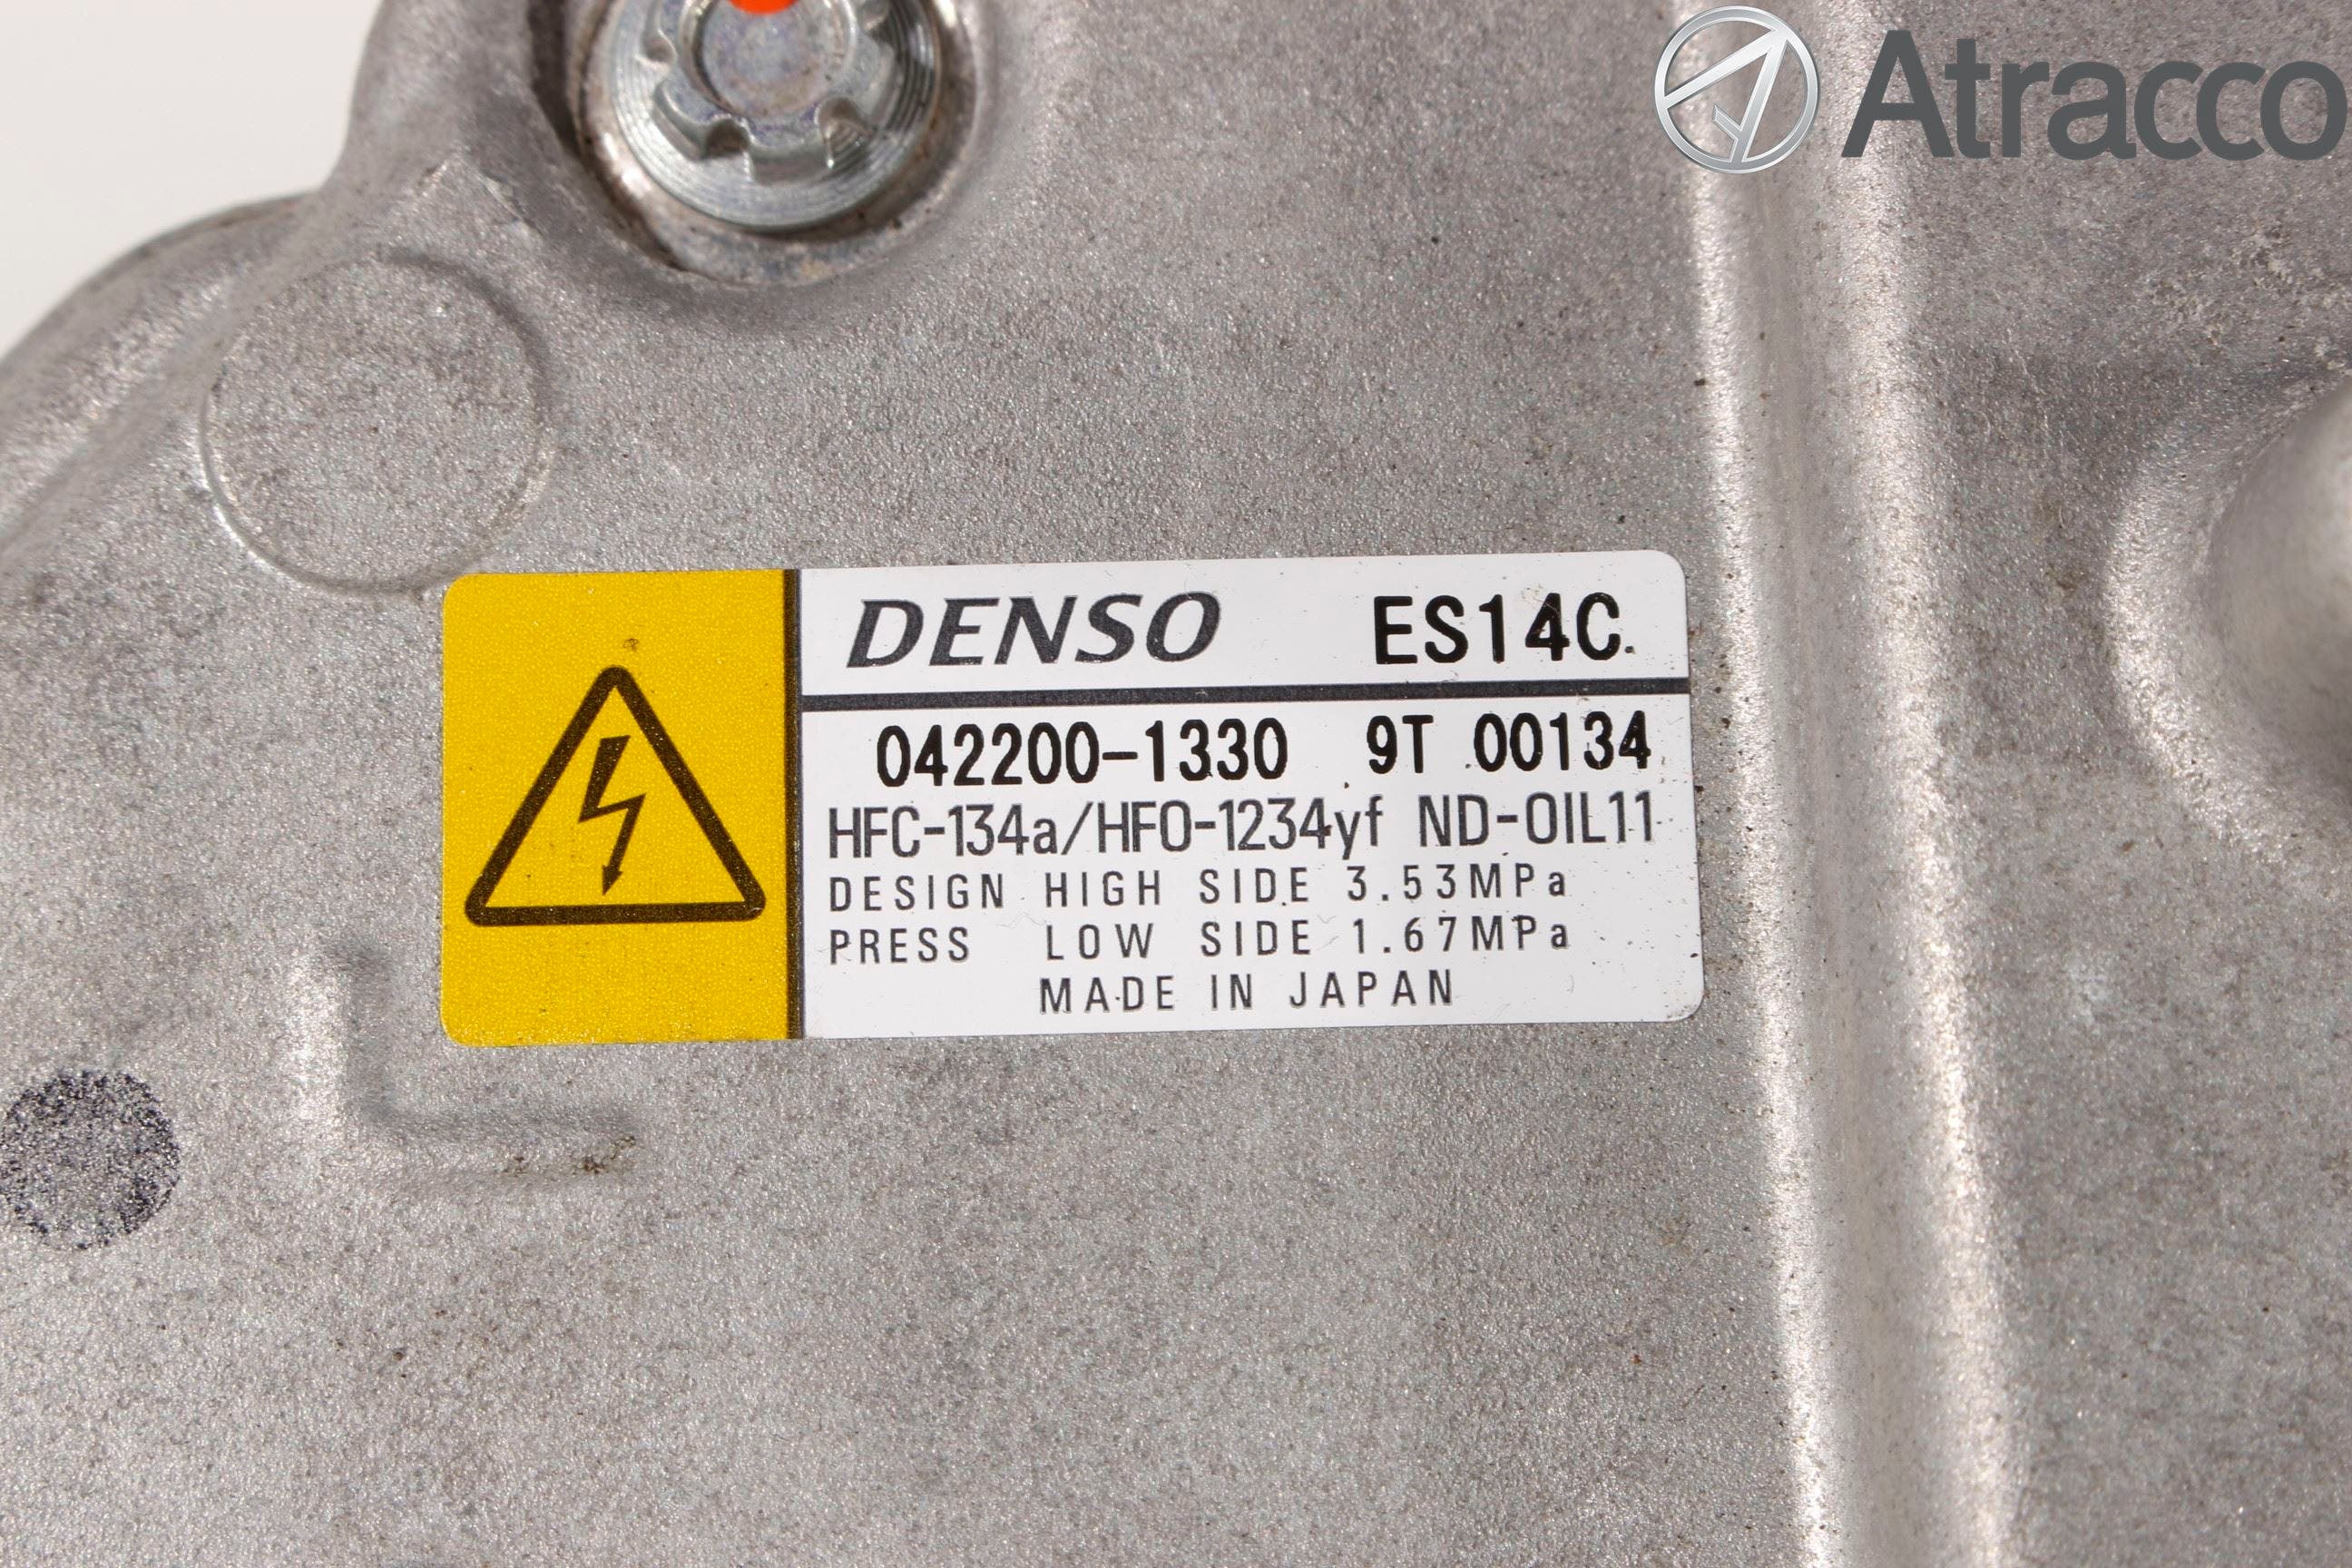 Atracco
DENSO ES14C
042200-1330 9T 00134
HFC-134a/HFO-1234yf ND-OIL11
DESIGN HIGH SIDE 3.53MPa
PRESS LOW SIDE 1.67MPa
MADE IN JAPAN